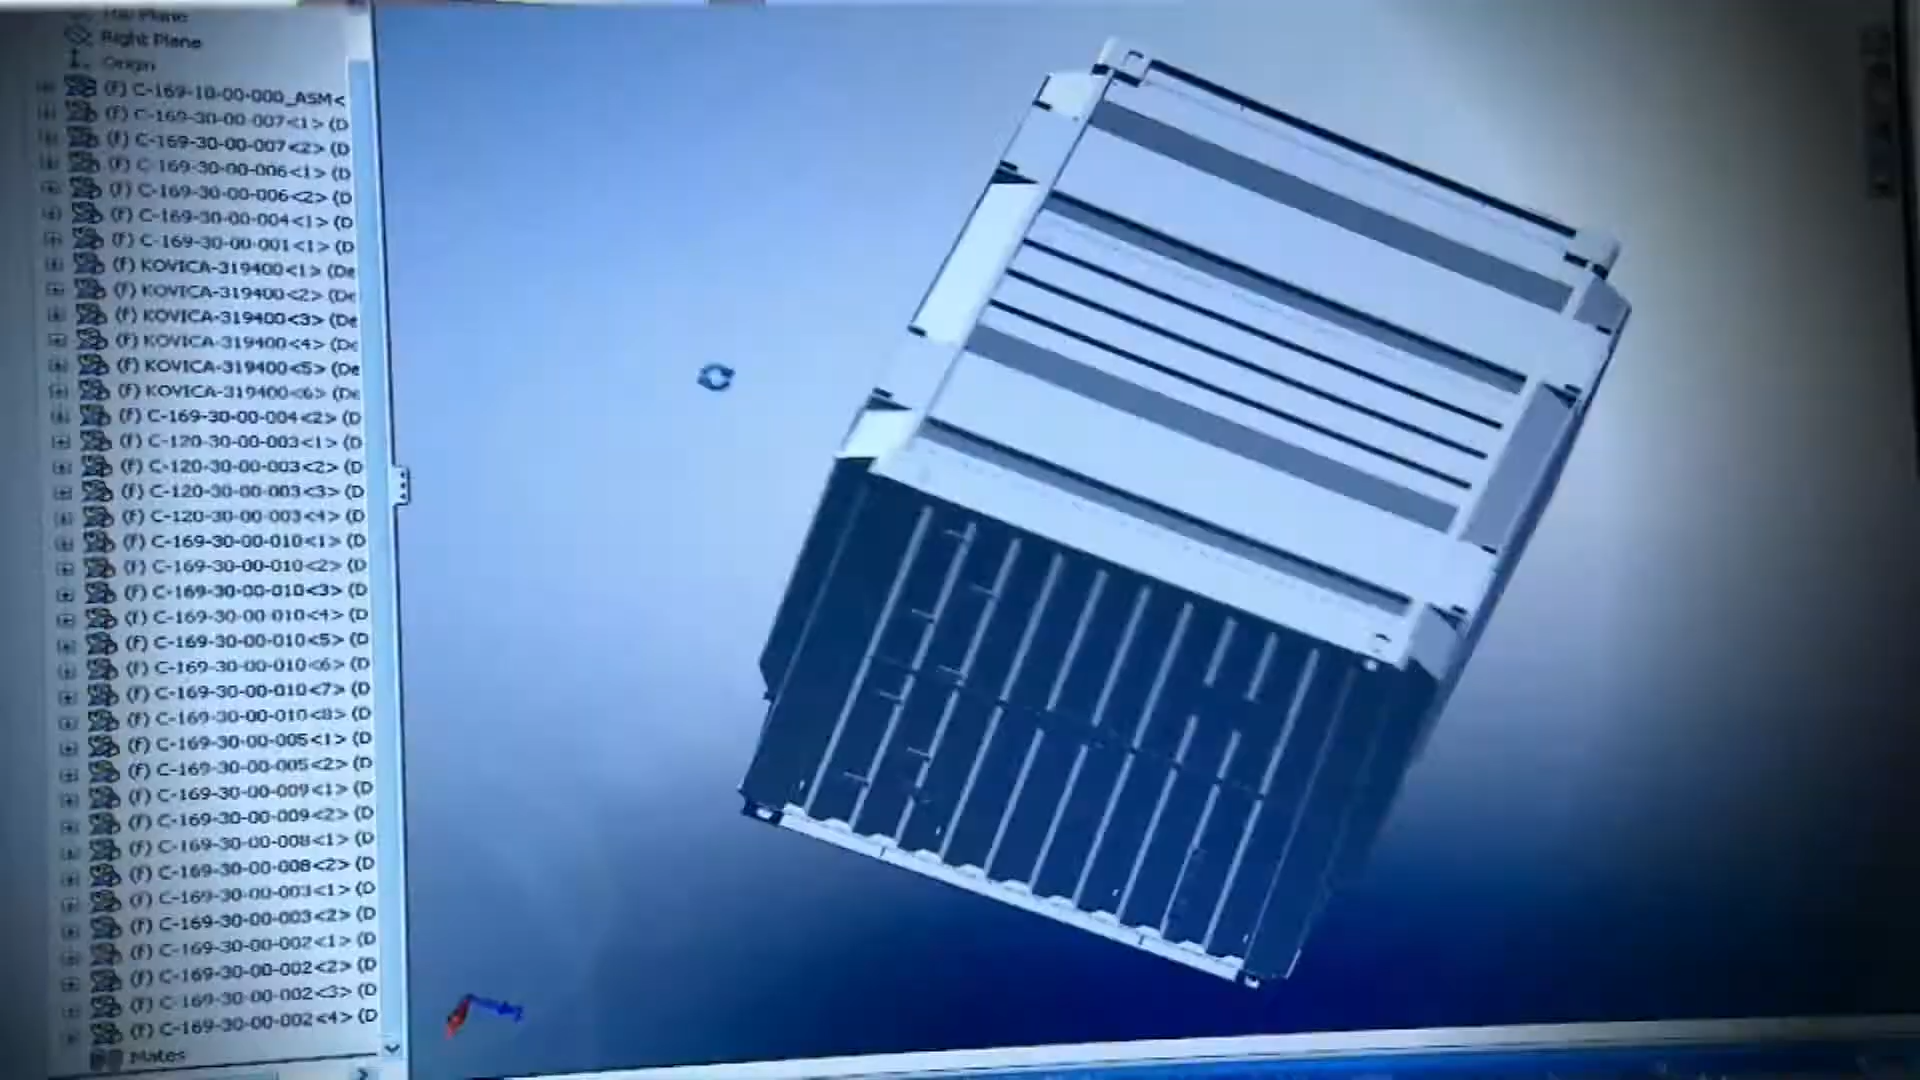 Top Plane
Right Plane
Origin
(f) C-169-10-00-000_ASM<
(f) C-169-30-00-007<1> (D
(f) C-169-30-00-007<2> (D
(f) C-169-30-00-006<1> (D
(f) C-169-30-00-006<2> (D
(f) C-169-30-00-004<1> (D
(f) C-169-30-00-001<1> (D
(f) KOVICA-319400<1> (De
(f) KOVICA-319400<2> (De
(f) KOVICA-319400<3> (De
(f) KOVICA-319400<4> (De
(f) KOVICA-319400<5> (De
(f) KOVICA-319400<6> (De
(f) C-169-30-00-004<2> (D
(f) C-120-30-00-003<1> (D
(f) C-120-30-00-003<2> (D
(f) C-120-30-00-003<3> (D
(f) C-120-30-00-003<4> (D
(f) C-169-30-00-010<1> (D
(f) C-169-30-00-010<2> (D
(f) C-169-30-00-010<3> (D
(f) C-169-30-00-010<4> (D
(f) C-169-30-00-010<5> (D
(f) C-169-30-00-010<6> (D
(f) C-169-30-00-010<7> (D
(f) C-169-30-00-010<8> (D
(f) C-169-30-00-005<1> (D
(f) C-169-30-00-005<2> (D
(f) C-169-30-00-009<1> (D
(f) C-169-30-00-009<2> (D
(f) C-169-30-00-008<1> (D
(f) C-169-30-00-008<2> (D
(f) C-169-30-00-003<1> (D
(f) C-169-30-00-003<2> (D
(f) C-169-30-00-002<1> (D
(f) C-169-30-00-002<2> (D
(f) C-169-30-00-002<3> (D
(f) C-169-30-00-002<4> (D
Mates